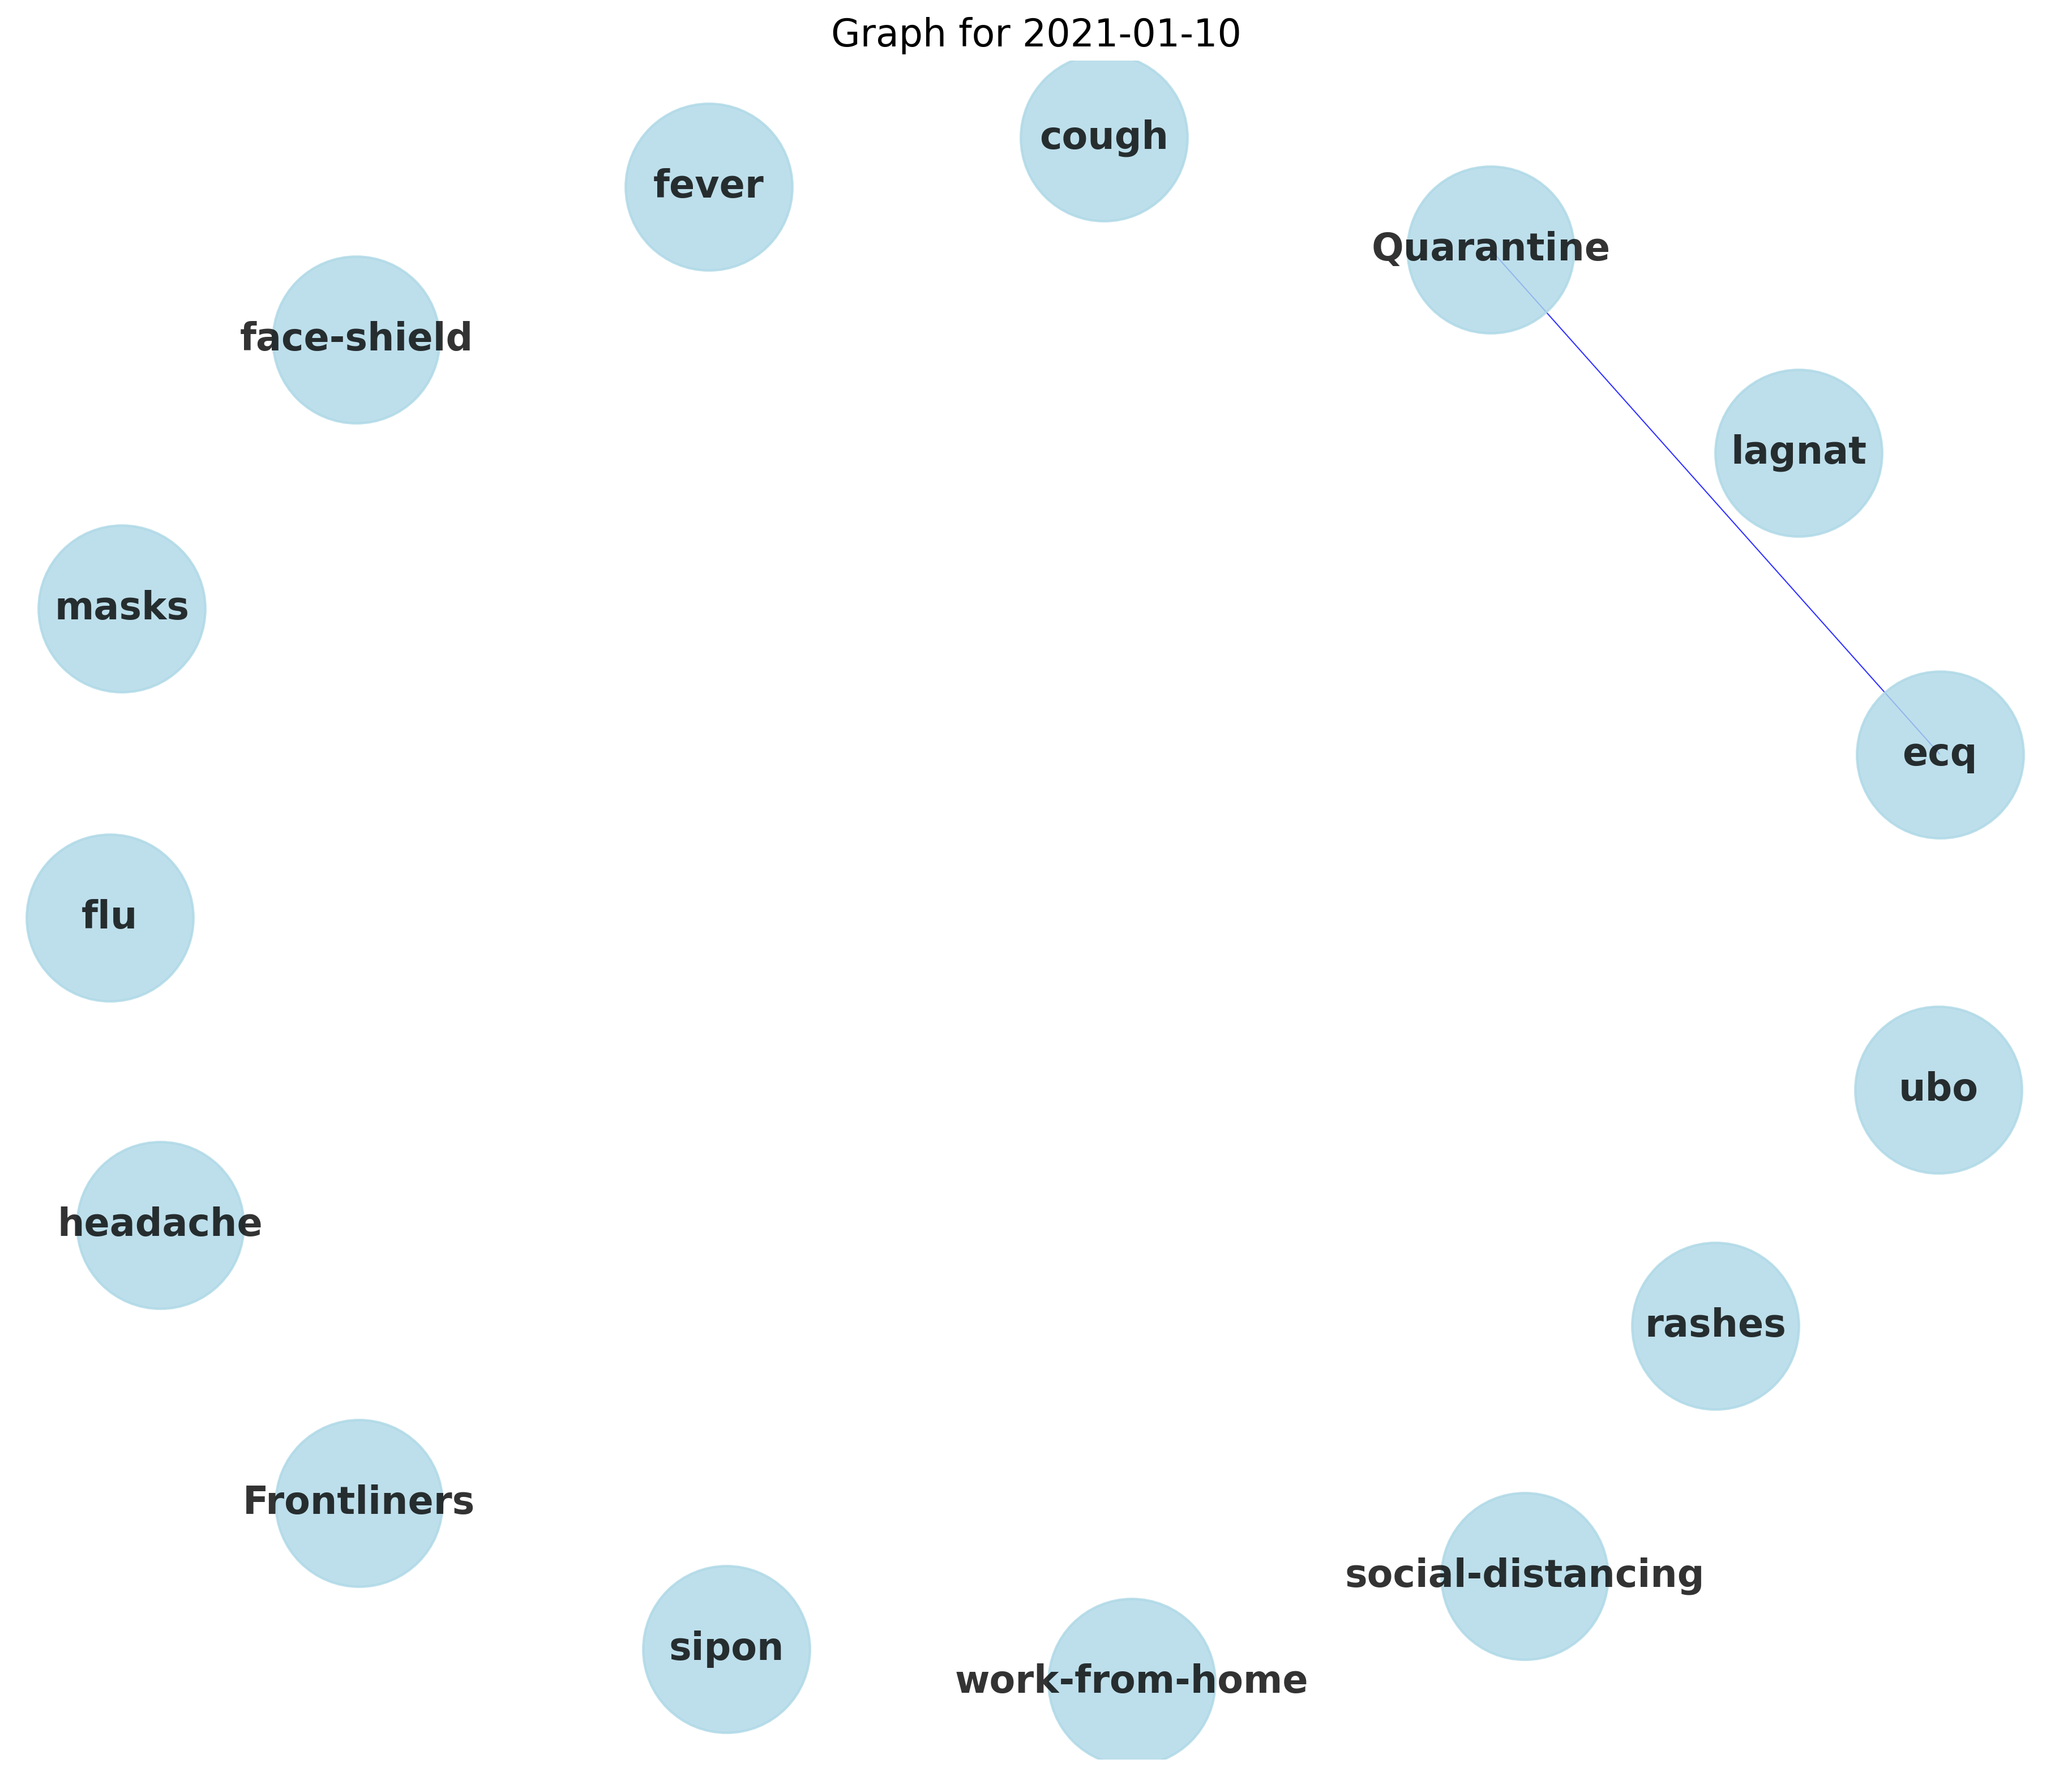 Graph for 2021-01-10
cough
fever
Quarantine
face-shield
lagnat
masks
ecq
flu
ubo
headache
rashes
Frontliners
social-distancing
sipon
work-from-home